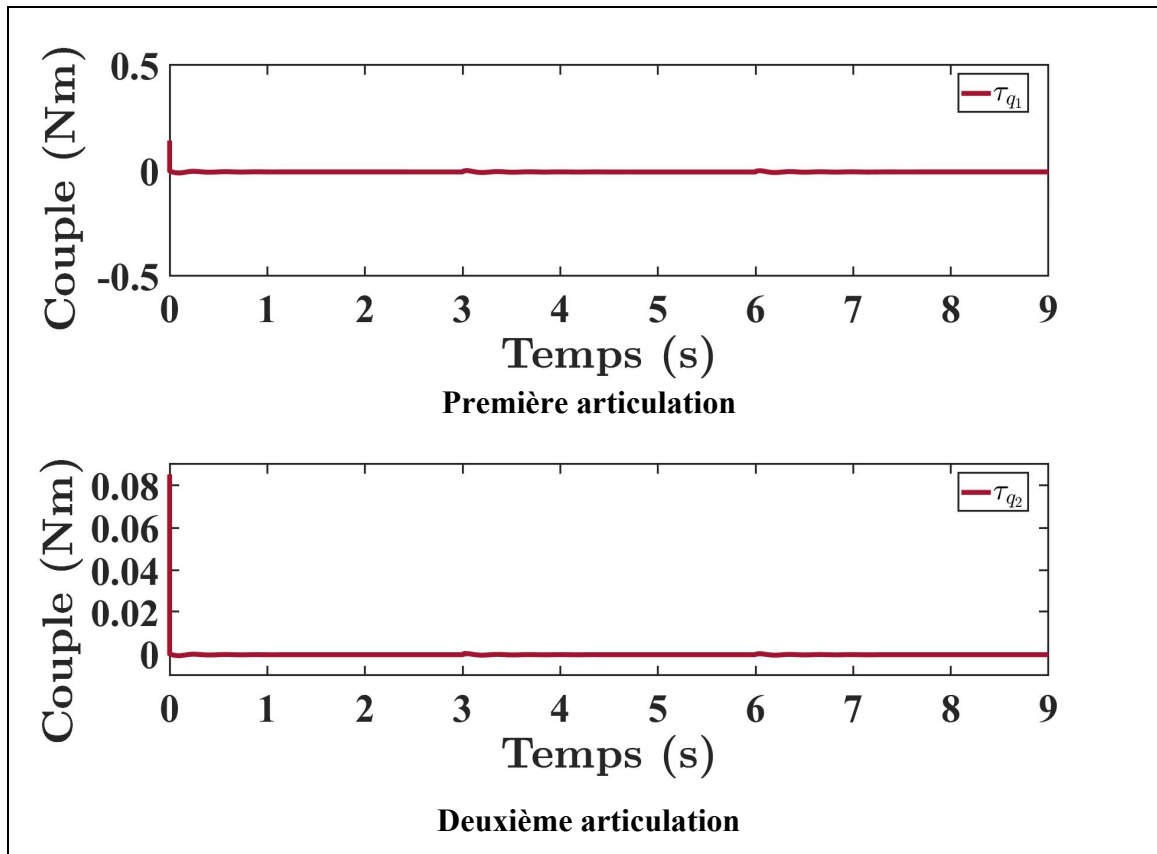 Couple (Nm)
0.5
0
-0.5
τq1
0 1 2 3 4 5 6 7 8 9
Temps (s)
Première articulation
Couple (Nm)
0.08
0.06
0.04
0.02
0
τq2
0 1 2 3 4 5 6 7 8 9
Temps (s)
Deuxième articulation